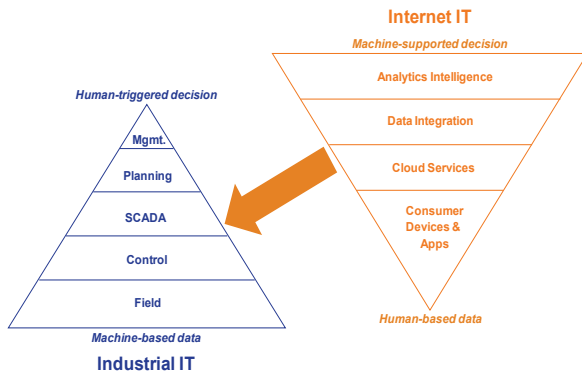 Internet IT
Machine-supported decision
Analytics Intelligence
Data Integration
Cloud Services
Consumer
Devices &
Apps
Human-based data
Human-triggered decision
Mgmt.
Planning
SCADA
Control
Field
Machine-based data
Industrial IT